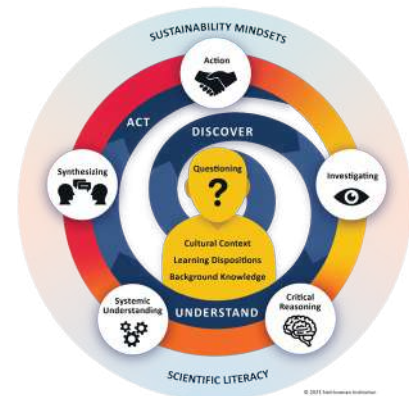 SUSTAINABILITY MINDSETS
Action
ACT
DISCOVER
Synthesizing
Questioning
?
Investigating
Cultural Context
Learning Dispositions
Background Knowledge
Systemic
Understanding
UNDERSTAND
Critical
Reasoning
SCIENTIFIC LITERACY
Institution